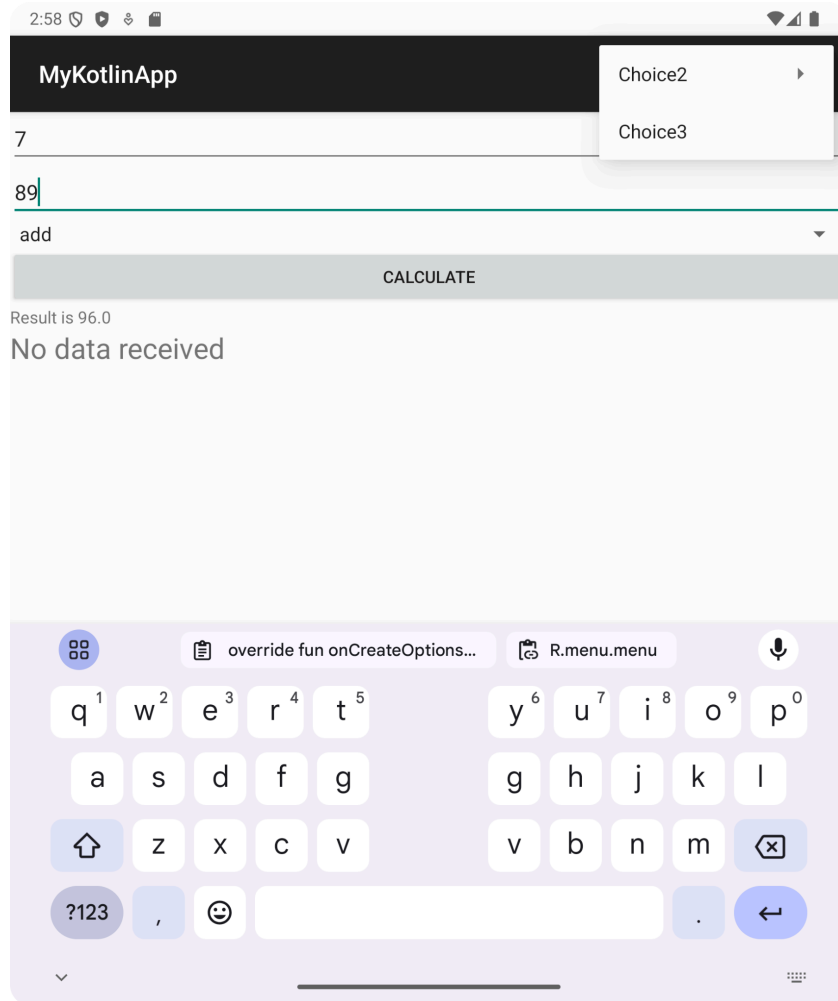 2:58
MyKotlinApp
Choice2
Choice3
7
89
add
CALCULATE
Result is 96.0
No data received
override fun onCreateOptions... R.menu.menu
q 1 w 2 e 3 r 4 t 5 y 6 u 7 i 8 o 9 p 0
a s d f g g h j k l
z x c v v b n m
?123 , .